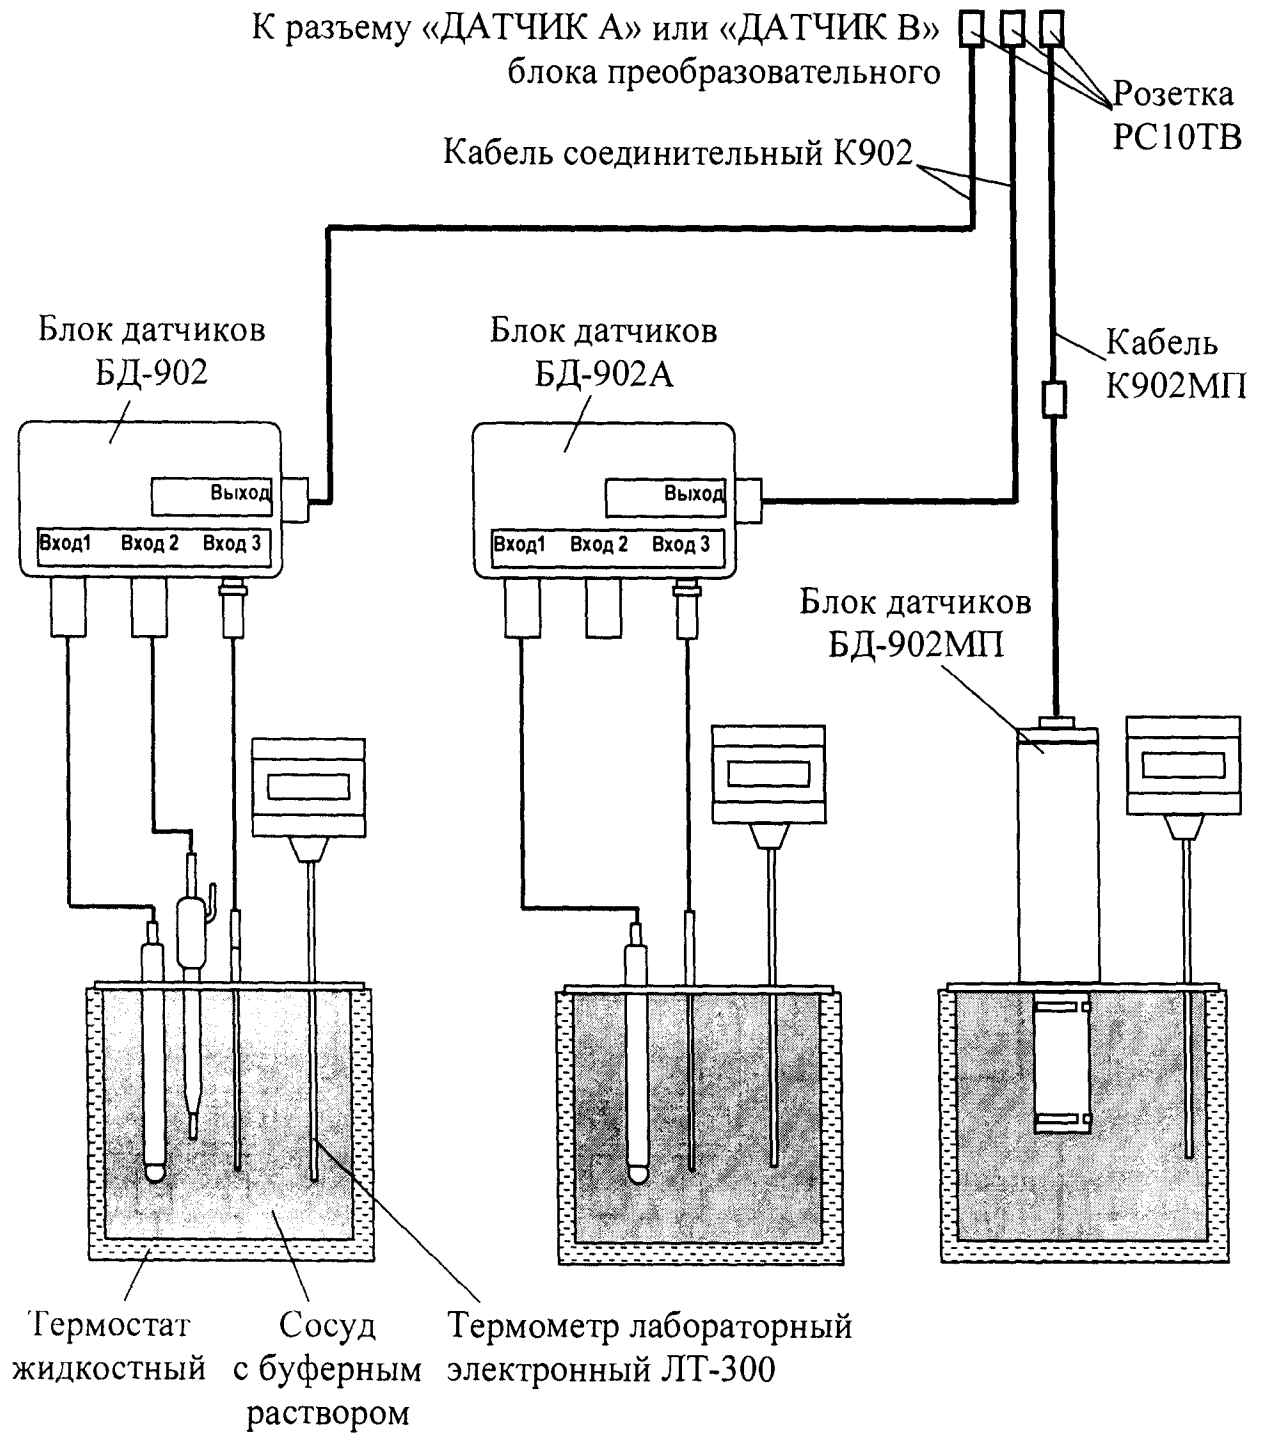 К разъему «ДАТЧИК А» или «ДАТЧИК В»
блока преобразовательного
Розетка
РС10ТВ
Кабель соединительный К902
Блок датчиков
БД-902
Блок датчиков
БД-902А
Кабель
К902МП
Выход
Вход1 Вход 2 Вход 3
Выход
Вход1 Вход 2 Вход 3
Блок датчиков
БД-902МП
Термостат
жидкостный
Сосуд
с буферным
раствором
Термометр лабораторный
электронный ЛТ-300